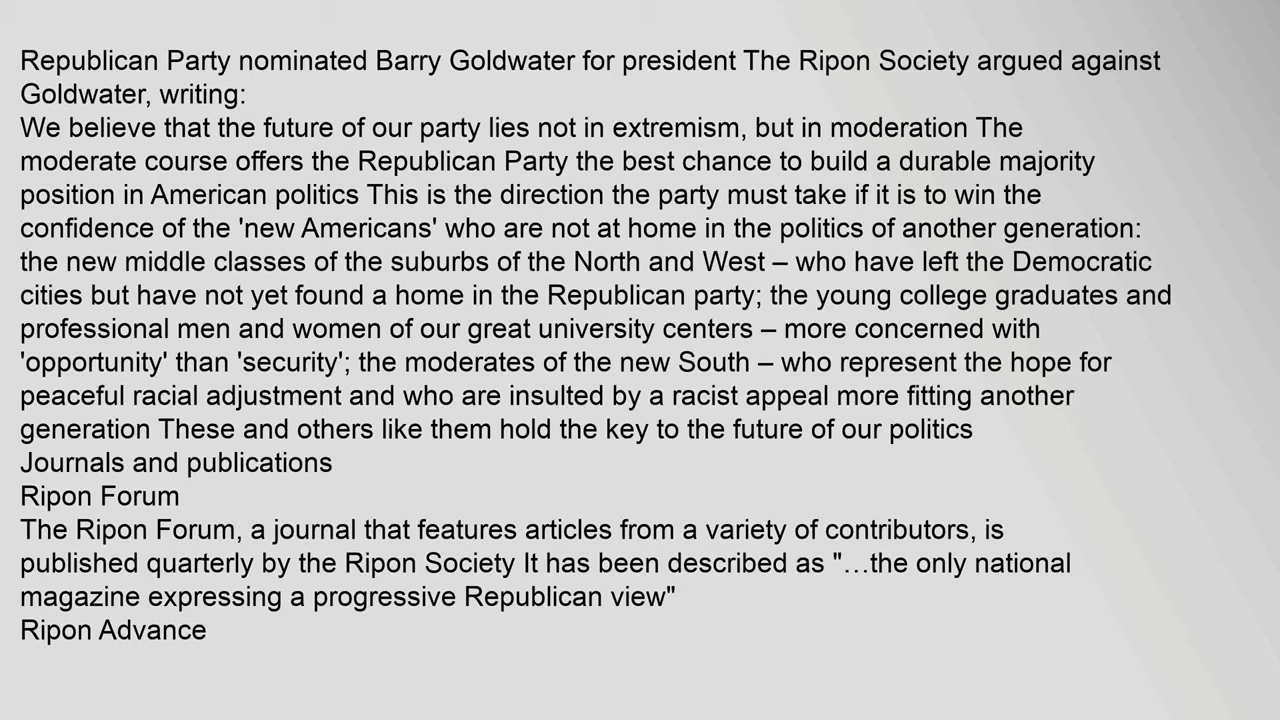 Republican Party nominated Barry Goldwater for president The Ripon Society argued against
Goldwater, writing:
We believe that the future of our party lies not in extremism, but in moderation The
moderate course offers the Republican Party the best chance to build a durable majority
position in American politics This is the direction the party must take if it is to win the
confidence of the 'new Americans' who are not at home in the politics of another generation:
the new middle classes of the suburbs of the North and West – who have left the Democratic
cities but have not yet found a home in the Republican party; the young college graduates and
professional men and women of our great university centers – more concerned with
'opportunity' than 'security'; the moderates of the new South – who represent the hope for
peaceful racial adjustment and who are insulted by a racist appeal more fitting another
generation These and others like them hold the key to the future of our politics
Journals and publications
Ripon Forum
The Ripon Forum, a journal that features articles from a variety of contributors, is
published quarterly by the Ripon Society It has been described as "…the only national
magazine expressing a progressive Republican view"
Ripon Advance